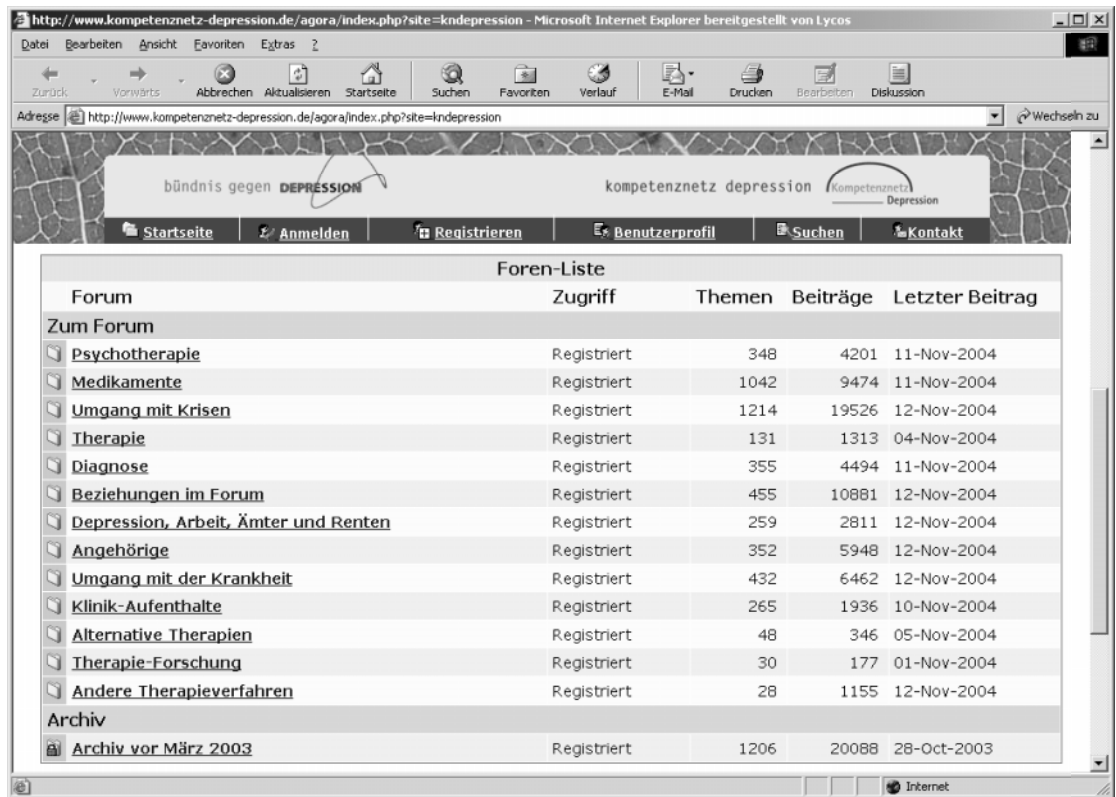 http://www.kompetenznetz-depression.de/agora/index.php?site=kndepression - Microsoft Internet Explorer bereitgestellt von Lycos
Datei Bearbeiten Ansicht Favoriten Extras ?
Zurück Vorwärts Abbrechen Aktualisieren Startseite Suchen Favoriten Verlauf E-Mail Drucken Bearbeiten Diskussion
Adresse http://www.kompetenznetz-depression.de/agora/index.php?site=kndepression Wechseln zu
bündnis gegen DEPRESSION kompetenznetz depression Kompetenznetz
Depression
Startseite Anmelden Registrieren Benutzerprofil Suchen Kontakt
Foren-Liste
Forum Zugriff Themen Beiträge Letzter Beitrag
Zum Forum
Psychotherapie Registriert 348 4201 11-Nov-2004
Medikamente Registriert 1042 9474 11-Nov-2004
Umgang mit Krisen Registriert 1214 19526 12-Nov-2004
Therapie Registriert 131 1313 04-Nov-2004
Diagnose Registriert 355 4494 11-Nov-2004
Beziehungen im Forum Registriert 455 10881 12-Nov-2004
Depression, Arbeit, Ämter und Renten Registriert 259 2811 12-Nov-2004
Angehörige Registriert 352 5948 12-Nov-2004
Umgang mit der Krankheit Registriert 432 6462 12-Nov-2004
Klinik-Aufenthalte Registriert 265 1936 10-Nov-2004
Alternative Therapien Registriert 48 346 05-Nov-2004
Therapie-Forschung Registriert 30 177 01-Nov-2004
Andere Therapieverfahren Registriert 28 1155 12-Nov-2004
Archiv
Archiv vor März 2003 Registriert 1206 20088 28-Oct-2003
Internet